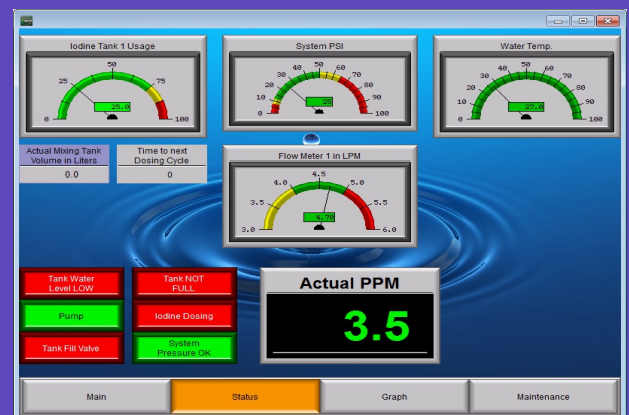 Iodine Tank 1 Usage
0 25 50 75 100
25.0
System PSI
0 10 20 30 40 50 60 70 80 90 100
25
Water Temp.
0 10 20 30 40 50 60 70 80 90 100
27.0
Actual Mixing Tank
Volume in Liters
0.0
Time to next
Dosing Cycle
0
Flow Meter 1 in LPM
3.0 3.5 4.0 4.5 5.0 5.5 6.0
4.70
Tank Water
Level LOW
Tank NOT
FULL
Pump
Iodine Dosing
Tank Fill Valve
System
Pressure OK
Actual PPM
3.5
Main
Status
Graph
Maintenance